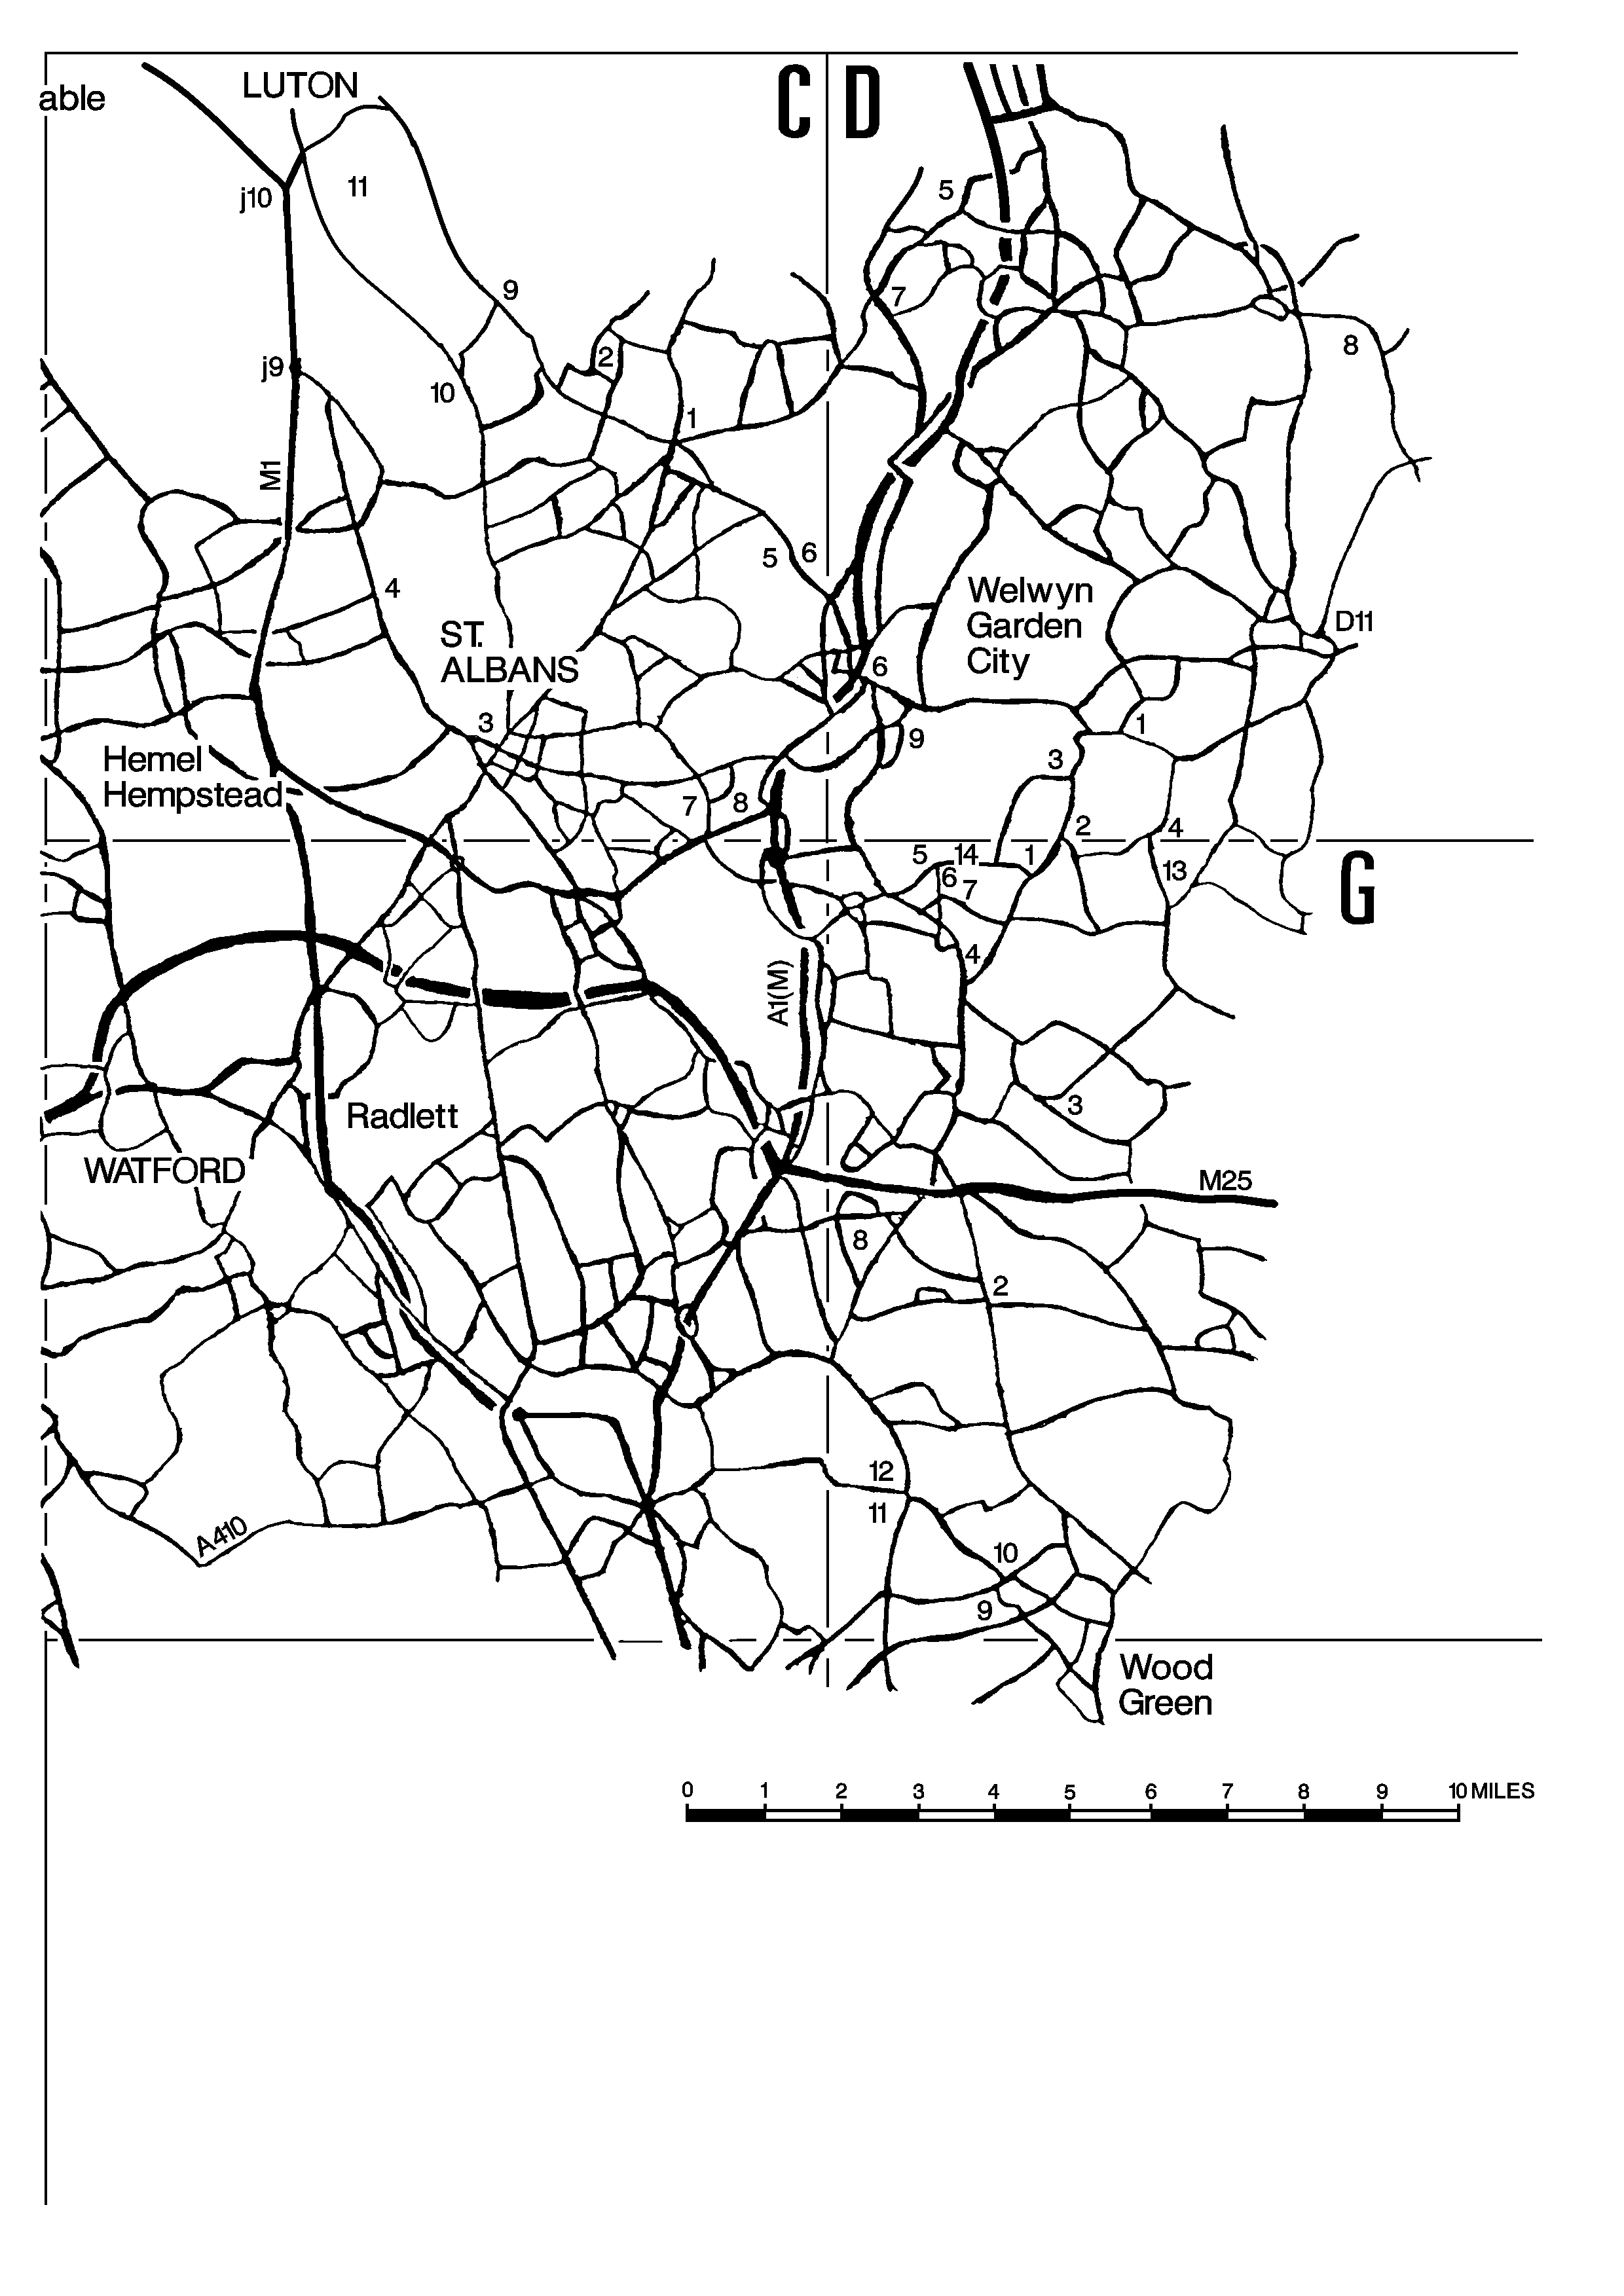 C D
LUTON
able
j10
11
5
9
7
j9
2
8
10
1
M1
5
6
4
Welwyn
Garden
City
D11
ST.
ALBANS
6
3
9
1
3
Hemel
Hempstead
7
8
2
4
5
14
1
G
6
7
13
4
A1(M)
3
Radlett
WATFORD
M25
8
2
12
11
A410
10
9
Wood
Green
0 1 2 3 4 5 6 7 8 9 10 MILES